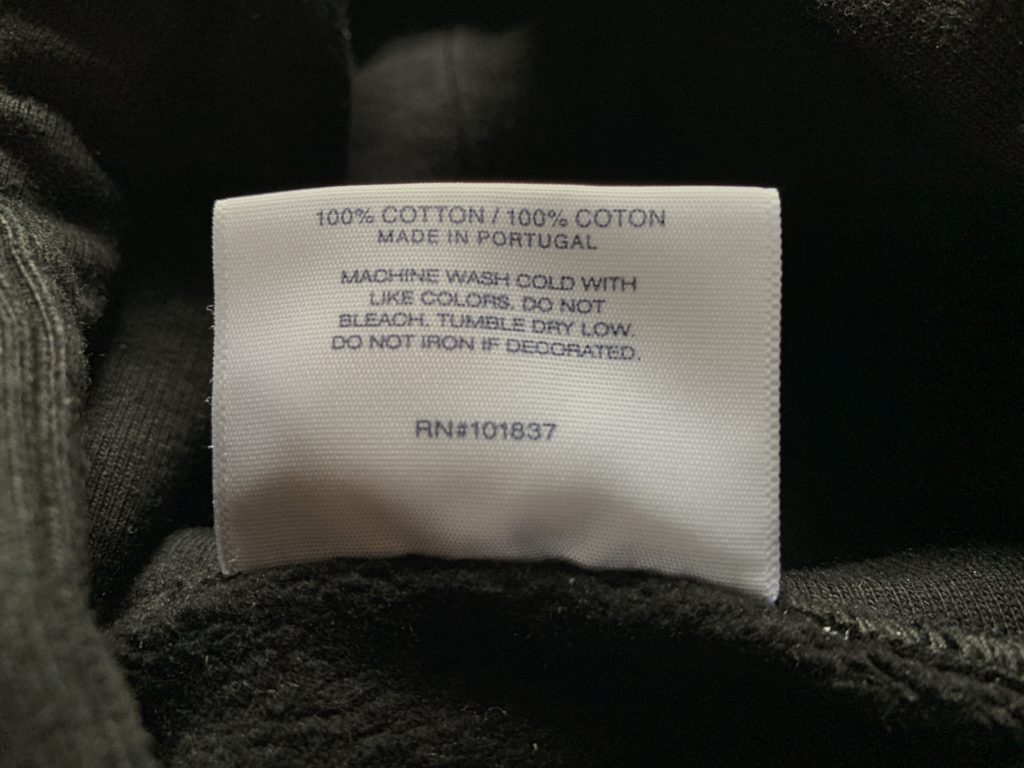 100% COTTON / 100% COTON
MADE IN PORTUGAL
MACHINE WASH COLD WITH
LIKE COLORS. DO NOT
BLEACH. TUMBLE DRY LOW.
DO NOT IRON IF DECORATED.
RN#101837